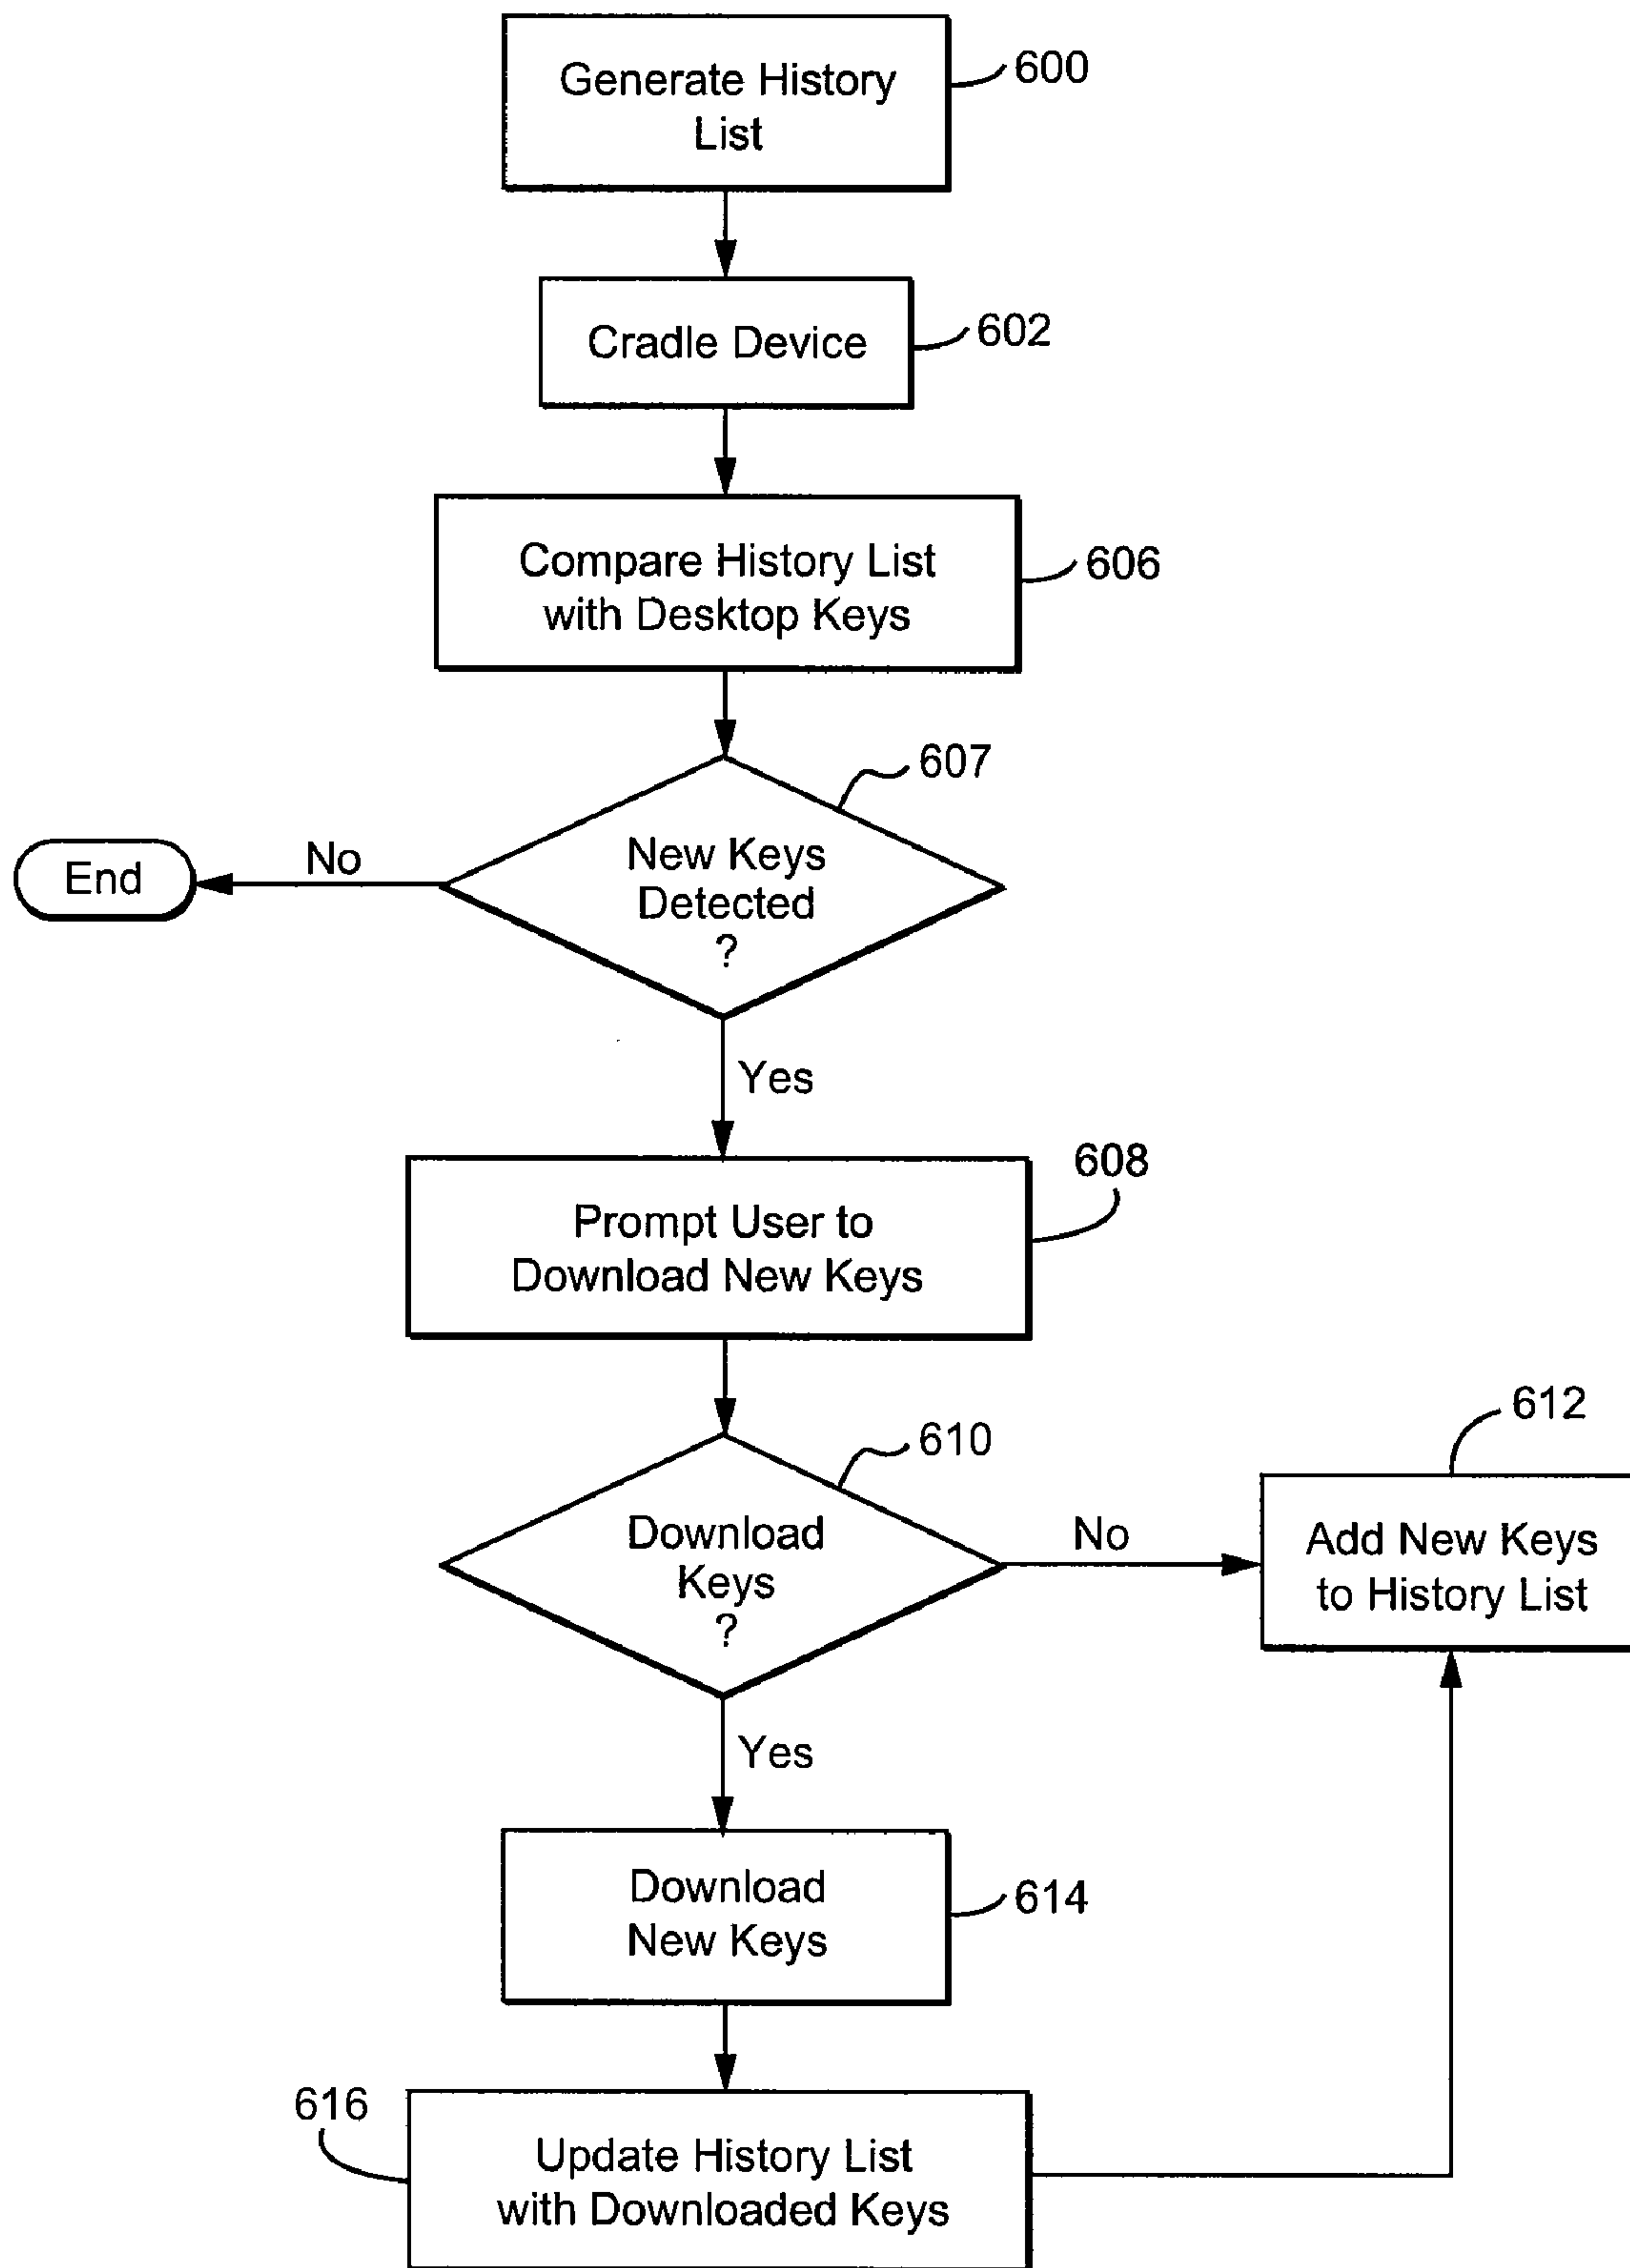 Generate History
List
600
Cradle Device
602
Compare History List
with Desktop Keys
606
607
New Keys
Detected
?
No
End
Yes
608
Prompt User to
Download New Keys
610
Download
Keys
?
No
612
Add New Keys
to History List
Yes
Download
New Keys
614
616
Update History List
with Downloaded Keys